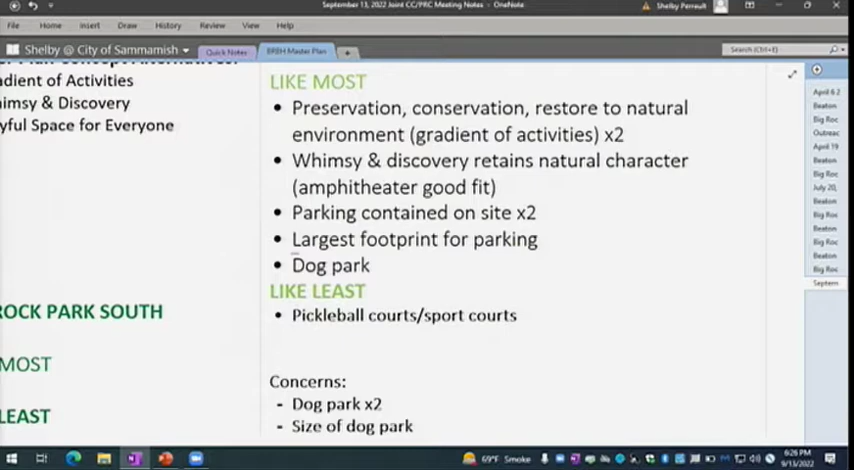 September 13, 2022 Joint CC/PRC Meeting Notes - OneNote
Shelby Perrault
File Home Insert Draw History Review View Help
Shelby @ City of Sammamish
Quick Notes
BRBH Master Plan
Search (Ctrl+E)
adient of Activities
himsy & Discovery
yful Space for Everyone
ROCK PARK SOUTH
MOST
LEAST
LIKE MOST
• Preservation, conservation, restore to natural
environment (gradient of activities) x2
• Whimsy & discovery retains natural character
(amphitheater good fit)
• Parking contained on site x2
• Largest footprint for parking
• Dog park
LIKE LEAST
• Pickleball courts/sport courts
Concerns:
- Dog park x2
- Size of dog park
April 6 2
Beaton
Big Roc
Outreac
April 19
Beaton
Big Roc
July 20,
Beaton
Big Roc
Beaton
Big Roc
Beaton
Big Roc
Septem
69°F Smoke
6:26 PM
9/13/2022